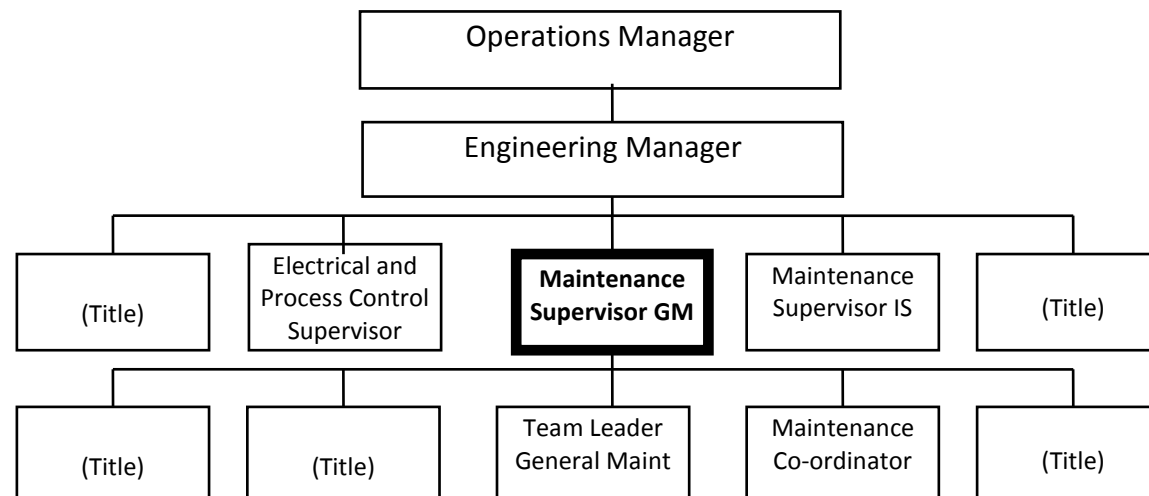 Operations Manager
Engineering Manager
(Title)
Electrical and
Process Control
Supervisor
Maintenance
Supervisor GM
Maintenance
Supervisor IS
(Title)
(Title)
(Title)
Team Leader
General Maint
Maintenance
Co-ordinator
(Title)